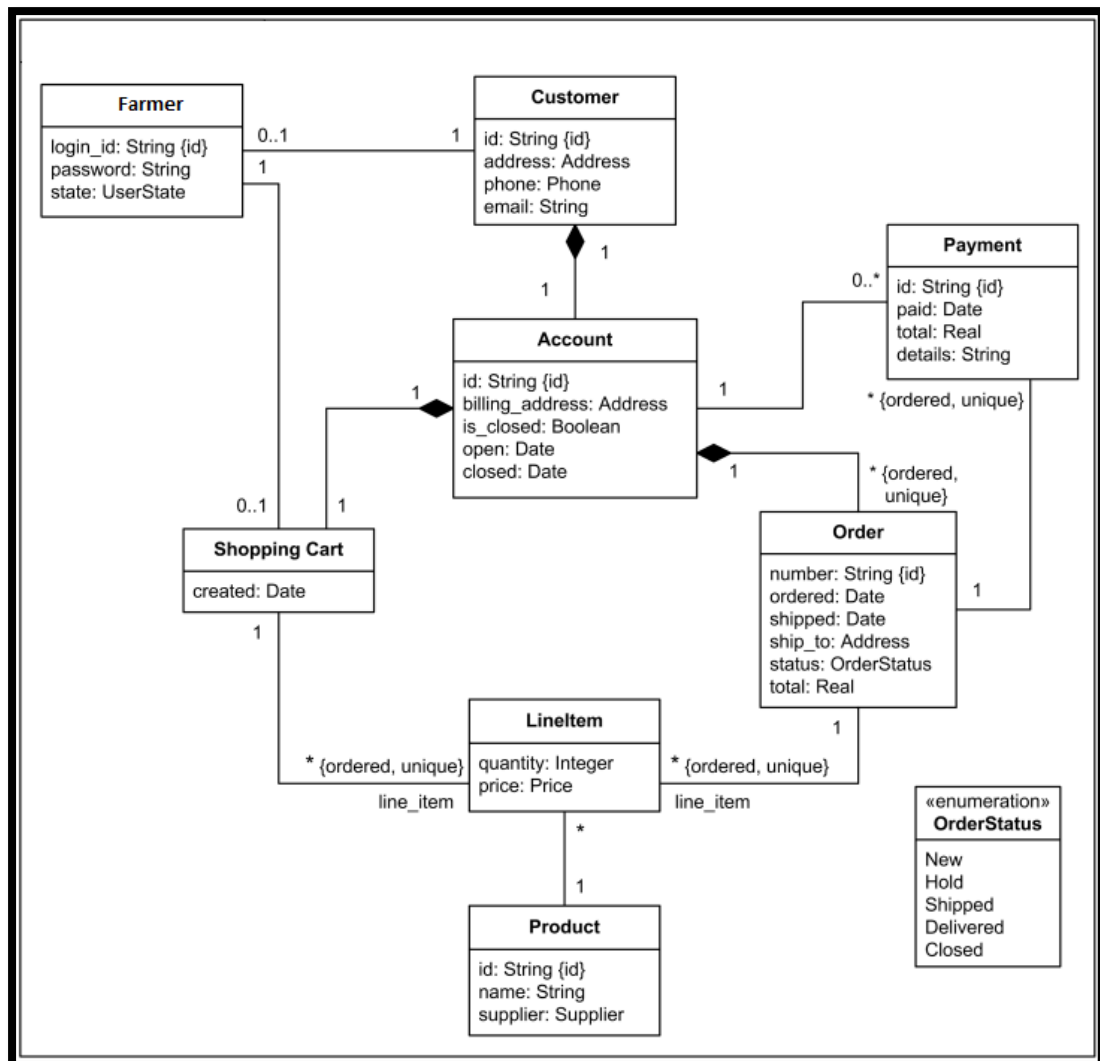 Farmer
login_id: String {id}
password: String
state: UserState
0..1
1
1
Customer
id: String {id}
address: Address
phone: Phone
email: String
1
1
Payment
id: String {id}
paid: Date
total: Real
details: String
0..*
1
* {ordered, unique}
Account
id: String {id}
billing_address: Address
is_closed: Boolean
open: Date
closed: Date
1
1
0..1
1
* {ordered,
unique}
Shopping Cart
created: Date
1
Order
number: String {id}
ordered: Date
shipped: Date
ship_to: Address
status: OrderStatus
total: Real
1
1
* {ordered, unique}
line_item
LineItem
quantity: Integer
price: Price
* {ordered, unique}
line_item
*
1
Product
id: String {id}
name: String
supplier: Supplier
«enumeration»
OrderStatus
New
Hold
Shipped
Delivered
Closed